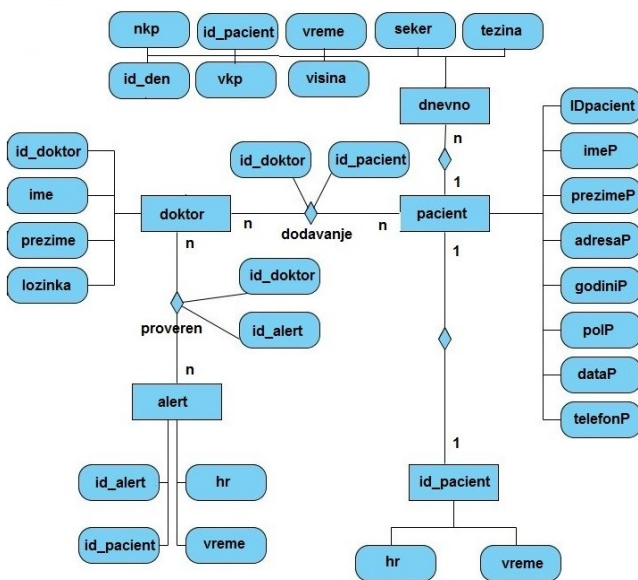 nkp
id_pacient
vreme
seker
tezina
id_den
vkp
visina
dnevno
n
1
IDpacient
imeP
prezimeP
adresaP
godiniP
polP
dataP
telefonP
id_doktor
ime
prezime
lozinka
id_doktor
id_pacient
doktor
n
n
dodavanje
n
pacient
1
id_doktor
id_alert
proveren
n
alert
id_alert
hr
id_pacient
vreme
1
id_pacient
hr
vreme